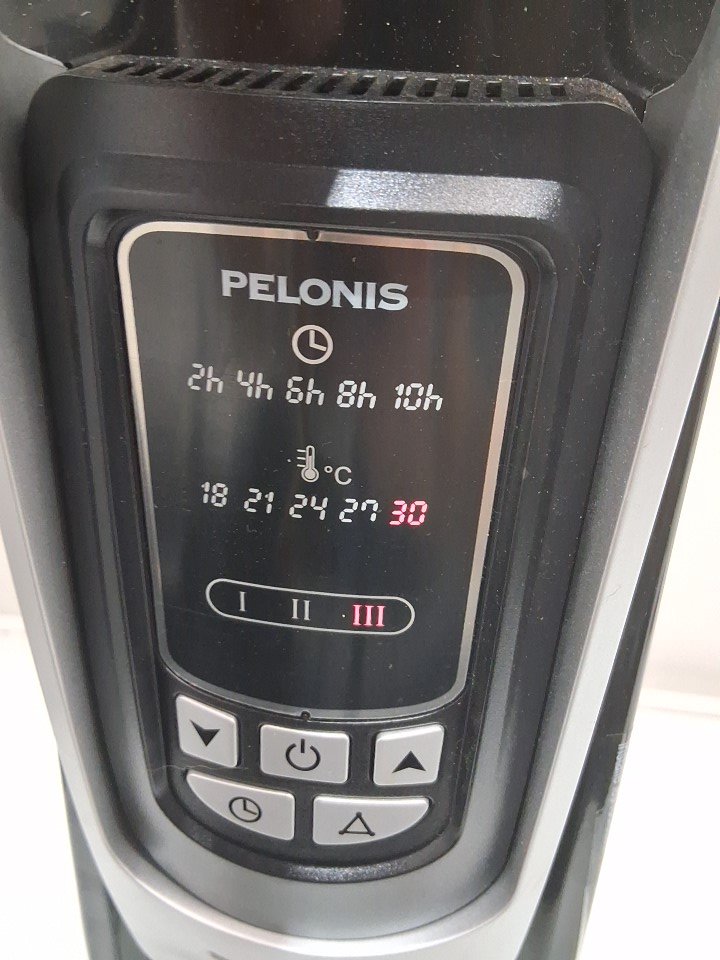 PELONIS
2h 4h 6h 8h 10h
°C
18 21 24 27 30
I II III